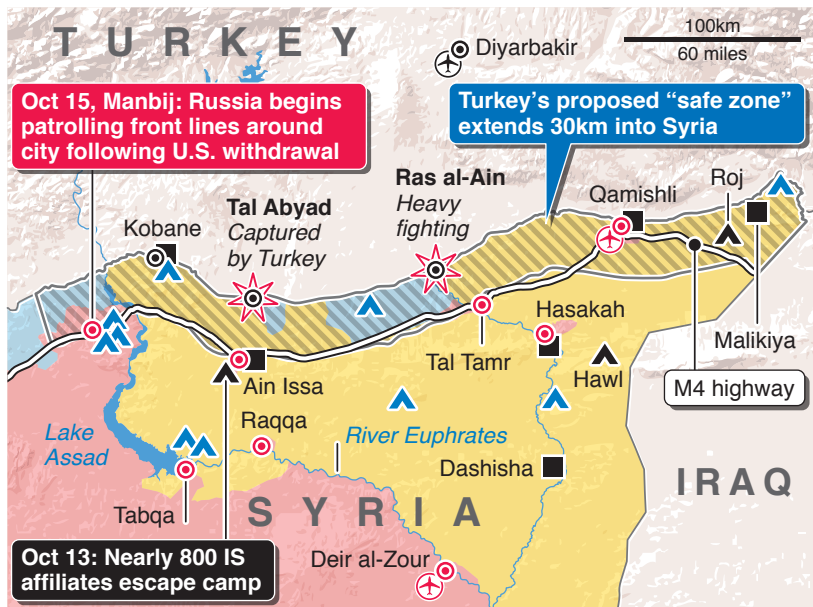 TURKEY
100km
60 miles
Diyarbakir
Oct 15, Manbij: Russia begins
patrolling front lines around
city following U.S. withdrawal
Turkey’s proposed “safe zone”
extends 30km into Syria
Ras al-Ain
Heavy
fighting
Qamishli
Roj
Tal Abyad
Captured
by Turkey
Kobane
Hasakah
Malikiya
Tal Tamr
Hawl
M4 highway
Ain Issa
Raqqa
Lake
Assad
River Euphrates
Dashisha
IRAQ
Tabqa
SYRIA
Oct 13: Nearly 800 IS
affiliates escape camp
Deir al-Zour